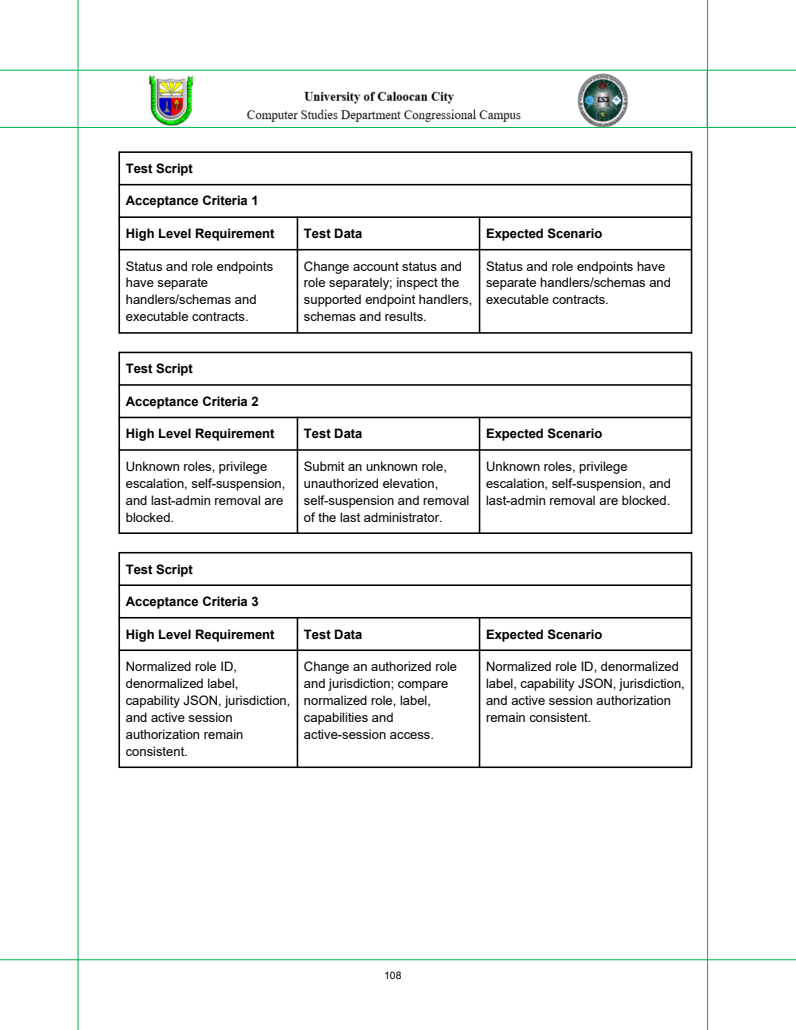 University of Caloocan City
Computer Studies Department Congressional Campus
Test Script
Acceptance Criteria 1
High Level Requirement
Test Data
Expected Scenario
Status and role endpoints
have separate
handlers/schemas and
executable contracts.
Change account status and
role separately; inspect the
supported endpoint handlers,
schemas and results.
Status and role endpoints have
separate handlers/schemas and
executable contracts.
Test Script
Acceptance Criteria 2
High Level Requirement
Test Data
Expected Scenario
Unknown roles, privilege
escalation, self-suspension,
and last-admin removal are
blocked.
Submit an unknown role,
unauthorized elevation,
self-suspension and removal
of the last administrator.
Unknown roles, privilege
escalation, self-suspension, and
last-admin removal are blocked.
Test Script
Acceptance Criteria 3
High Level Requirement
Test Data
Expected Scenario
Normalized role ID,
denormalized label,
capability JSON, jurisdiction,
and active session
authorization remain
consistent.
Change an authorized role
and jurisdiction; compare
normalized role, label,
capabilities and
active-session access.
Normalized role ID, denormalized
label, capability JSON, jurisdiction,
and active session authorization
remain consistent.
108